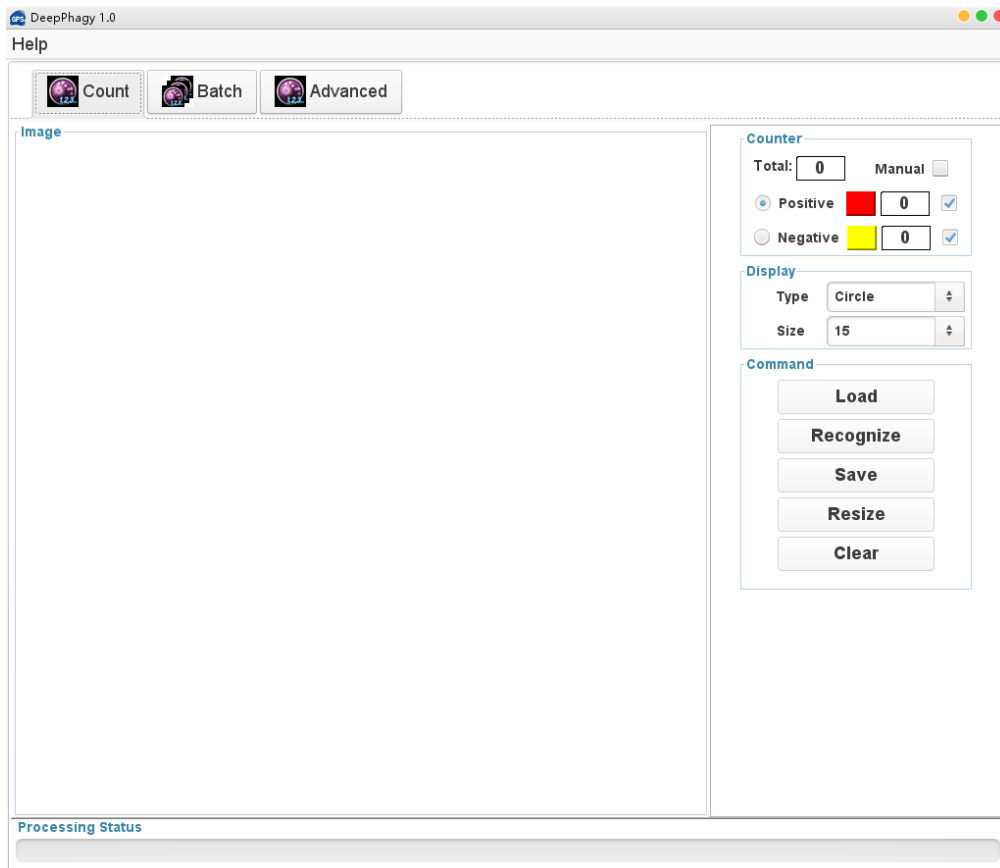 DeepPhagy 1.0
Help
Count Batch Advanced
Image
Counter
Total: 0 Manual
Positive 0
Negative 0
Display
Type Circle
Size 15
Command
Load
Recognize
Save
Resize
Clear
Processing Status